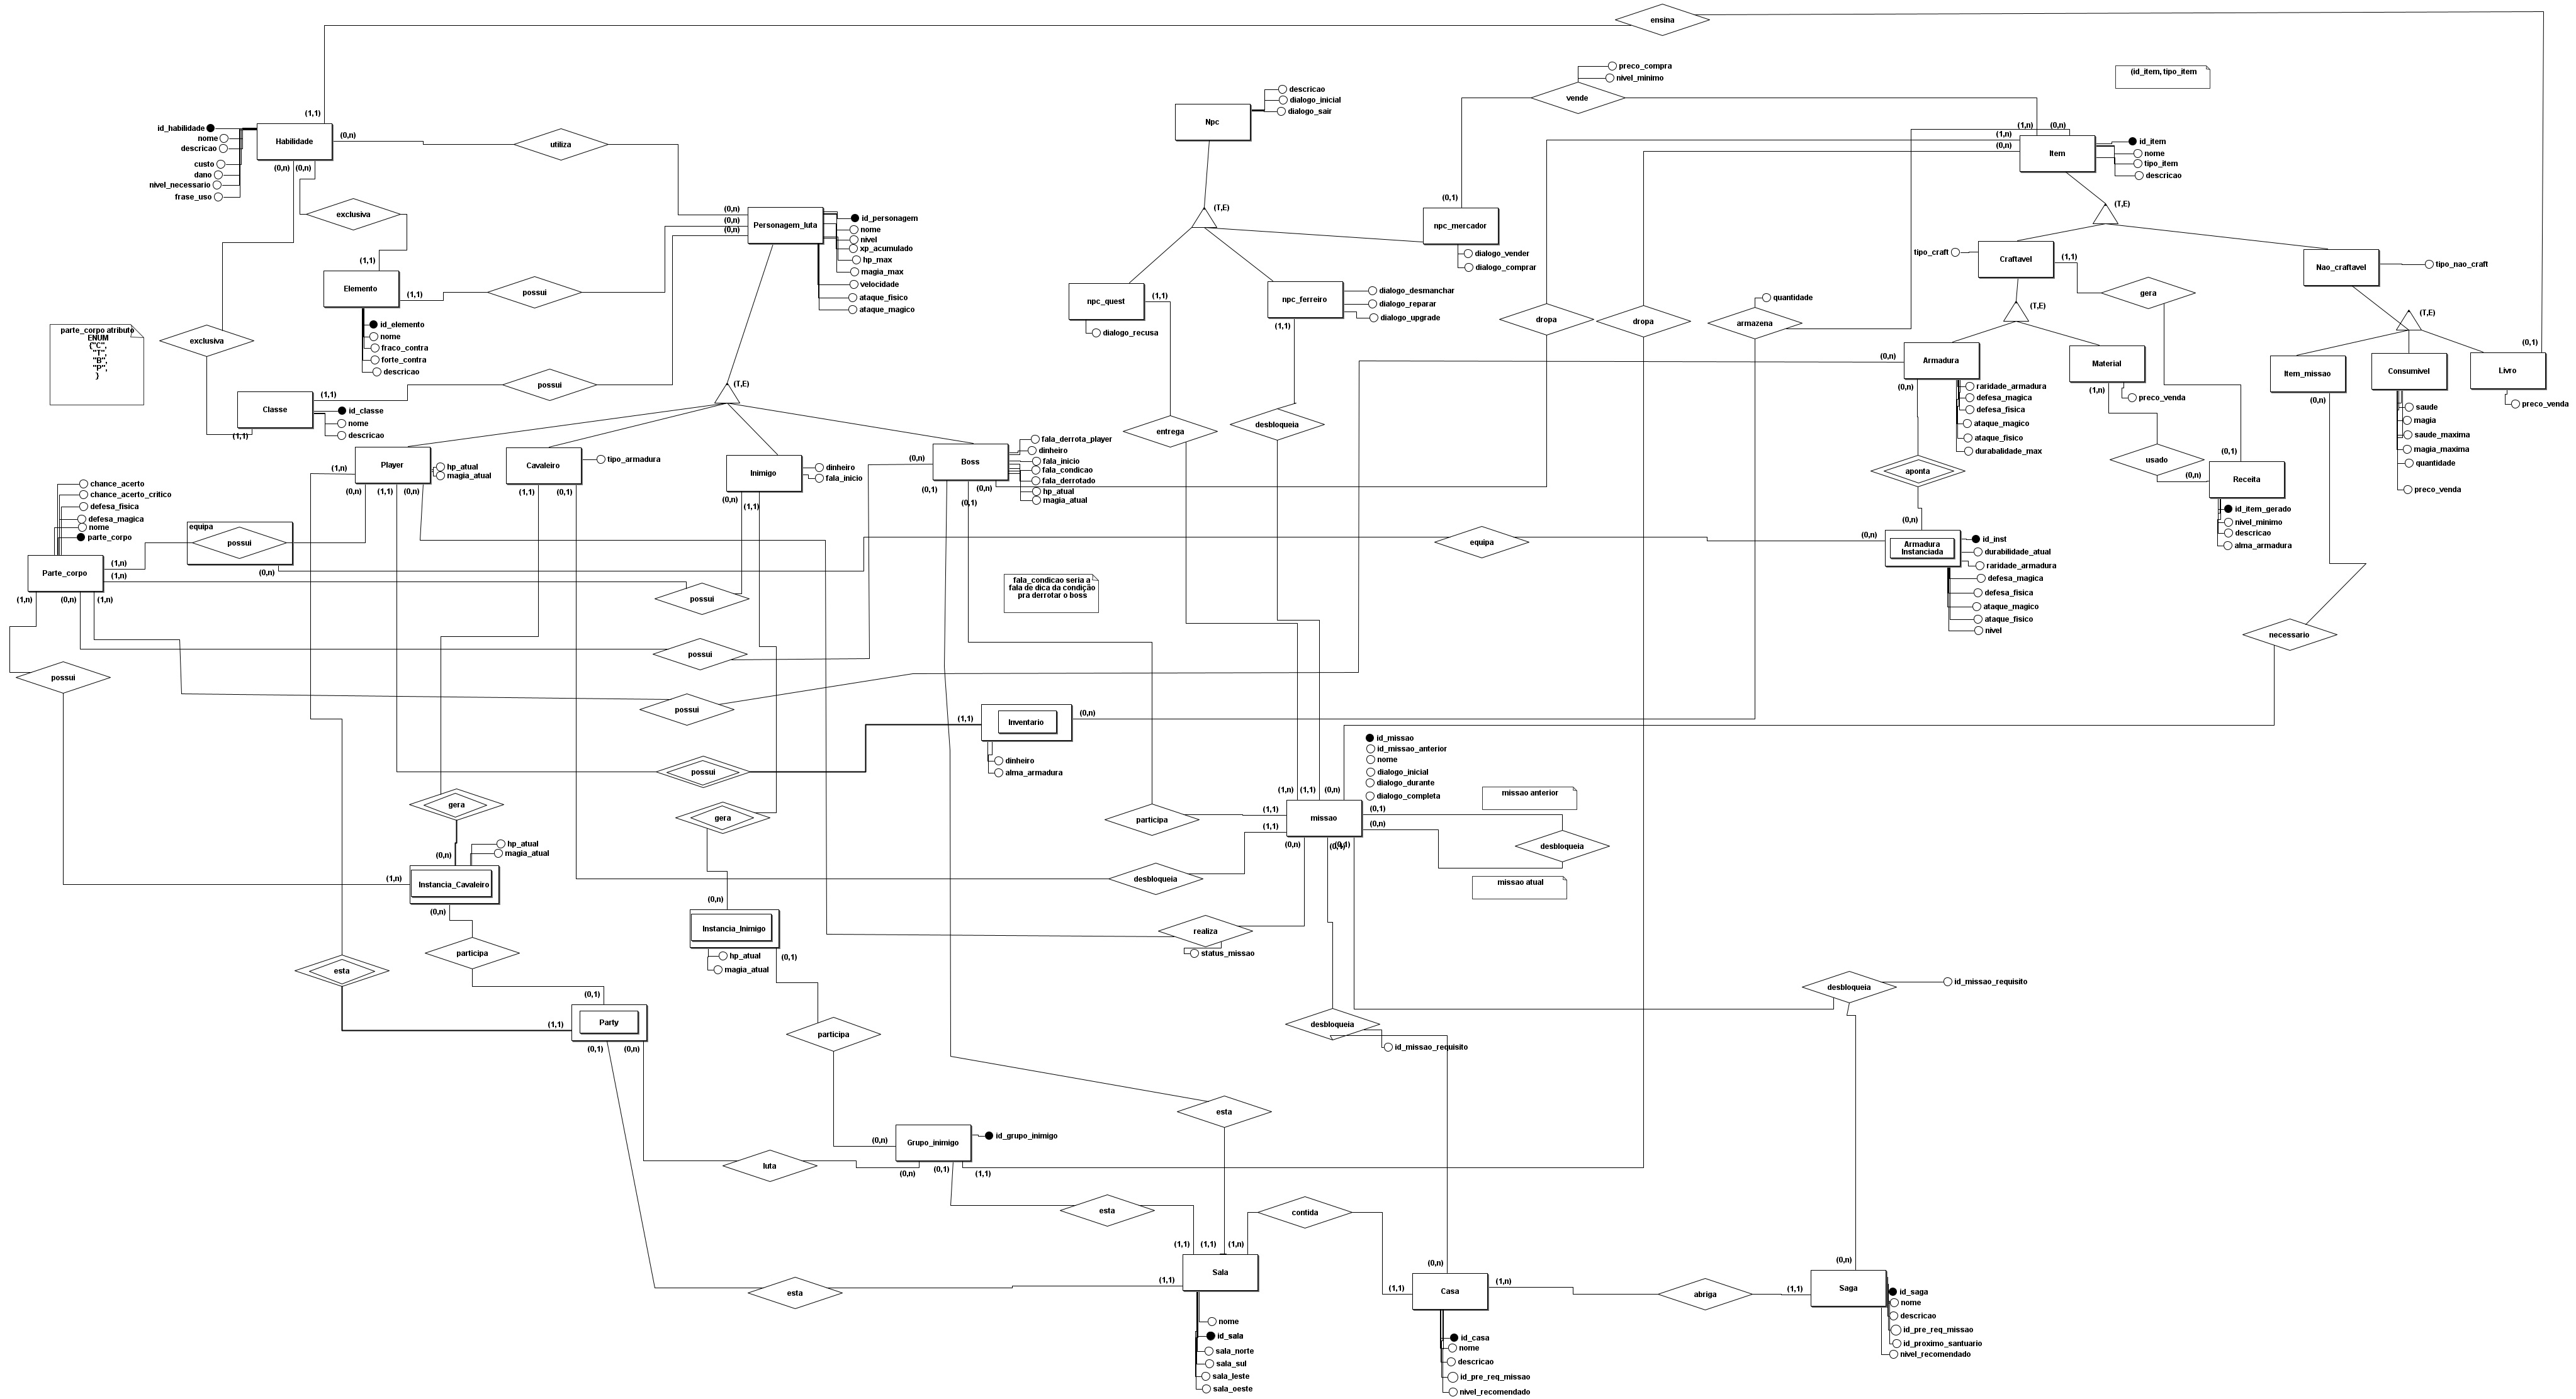 ensina
preco_compra
nivel_minimo
vende
(id_item, tipo_item
descricao
dialogo_inicial
dialogo_sair
Npc
(1,1)
id_habilidade
nome
descricao
custo
dano
nivel_necessario
frase_uso
Habilidade
(0,n)
(0,n)
(0,n)
utiliza
(1,n)
(0,n)
(1,n)
(0,n)
Item
id_item
nome
tipo_item
descricao
exclusiva
(0,n)
(0,n)
(0,n)
Personagem_luta
id_personagem
nome
nivel
xp_acumulado
hp_max
magia_max
velocidade
ataque_fisico
ataque_magico
(T,E)
(0,1)
npc_mercador
dialogo_vender
dialogo_comprar
(T,E)
tipo_craft
Craftavel
(1,1)
Nao_craftavel
tipo_nao_craft
(1,1)
Elemento
(1,1)
possui
id_elemento
nome
fraco_contra
forte_contra
descricao
npc_quest
(1,1)
dialogo_recusa
npc_ferreiro
(1,1)
dialogo_desmanchar
dialogo_reparar
dialogo_upgrade
dropa
dropa
quantidade
armazena
gera
(T,E)
(T,E)
parte_corpo atributo
ENUM
("C",
"T",
"B",
"P",
)
exclusiva
Armadura
(0,n)
(0,n)
raridade_armadura
defesa_magica
defesa_fisica
ataque_magico
ataque_fisico
durabilidade_max
Material
(1,n)
preco_venda
Item_missao
(0,n)
Consumivel
saude
magia
saude_maxima
magia_maxima
quantidade
preco_venda
(0,1)
Livro
preco_venda
possui
(T,E)
Classe
(1,1)
(1,1)
id_classe
nome
descricao
entrega
desbloqueia
Player
(1,n)
(0,n)
(1,1)
(0,n)
hp_atual
magia_atual
Cavaleiro
(1,1)
(0,1)
tipo_armadura
Inimigo
(0,n)
(1,1)
dinheiro
fala_inicio
Boss
(0,n)
(0,1)
(0,1)
(0,n)
fala_derrota_player
dinheiro
fala_inicio
fala_condicao
fala_derrotado
hp_atual
magia_atual
aponta
usado
(0,1)
(0,n)
Receita
id_item_gerado
nivel_minimo
descricao
alma_armadura
chance_acerto
chance_acerto_critico
defesa_fisica
defesa_magica
nome
parte_corpo
equipa
possui
(0,n)
equipa
(0,n)
(0,n)
Armadura
Instanciada
id_inst
durabilidade_atual
raridade_armadura
defesa_magica
defesa_fisica
ataque_magico
ataque_fisico
nivel
Parte_corpo
(1,n)
(1,n)
(1,n)
(0,n)
(1,n)
possui
fala_condicao seria a
fala de dica da condição
pra derrotar o boss
necessario
possui
possui
possui
(1,1)
Inventario
(0,n)
dinheiro
alma_armadura
possui
id_missao
id_missao_anterior
nome
dialogo_inicial
dialogo_durante
dialogo_completa
missao anterior
(1,n)
(1,1)
(0,n)
(1,1)
(1,1)
missao
(0,1)
(0,n)
(0,n)
gera
gera
participa
desbloqueia
missao atual
hp_atual
magia_atual
(0,n)
(1,n)
Instancia_Cavaleiro
(0,n)
desbloqueia
(0,n)
Instancia_Inimigo
(0,1)
hp_atual
magia_atual
realiza
status_missao
participa
esta
desbloqueia
id_missao_requisito
(0,1)
Party
(1,1)
(0,1)
(0,n)
participa
desbloqueia
id_missao_requisito
esta
(0,n)
Grupo_inimigo
id_grupo_inimigo
(0,n)
(0,1)
(1,1)
luta
esta
contida
(1,1)
(1,1)
(1,n)
(1,1)
Sala
nome
id_sala
sala_norte
sala_sul
sala_leste
sala_oeste
esta
(0,n)
(1,1)
Casa
(1,n)
id_casa
nome
descricao
id_pre_req_missao
nivel_recomendado
abriga
(0,n)
(1,1)
Saga
id_saga
nome
descricao
id_pre_req_missao
id_proximo_santuario
nivel_recomendado